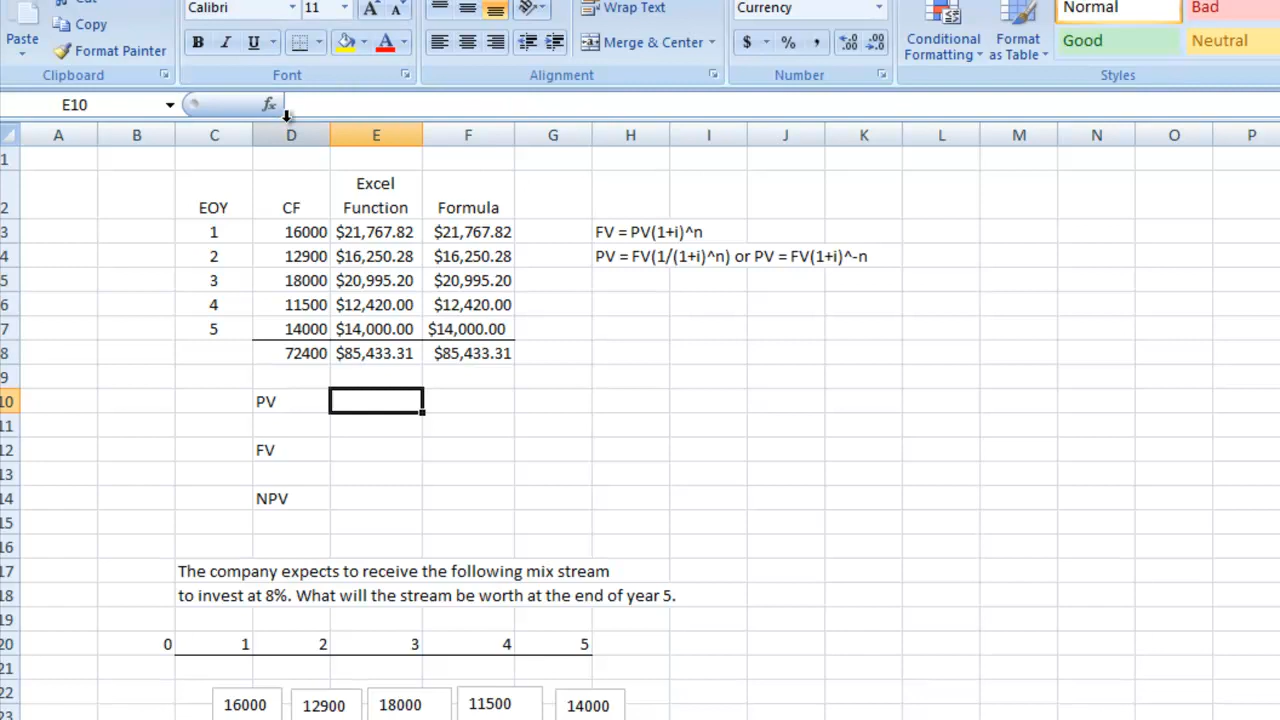 Cut
Calibri 11 A A Wrap Text Currency Normal Bad
Copy
Paste Format Painter B I U A Merge & Center $ % , .00 .00 Conditional Formatting Format as Table Good Neutral
Clipboard Font Alignment Number Styles
E10 fx
A B C D E F G H I J K L M N O P
1
2 EOY CF Excel Function Formula
3 1 16000 $21,767.82 $21,767.82 FV = PV(1+i)^n
4 2 12900 $16,250.28 $16,250.28 PV = FV(1/(1+i)^n) or PV = FV(1+i)^-n
5 3 18000 $20,995.20 $20,995.20
6 4 11500 $12,420.00 $12,420.00
7 5 14000 $14,000.00 $14,000.00
8 72400 $85,433.31 $85,433.31
9
10 PV
11
12 FV
13
14 NPV
15
16
17 The company expects to receive the following mix stream
18 to invest at 8%. What will the stream be worth at the end of year 5.
19
20 0 1 2 3 4 5
21
22 16000 12900 18000 11500 14000
23